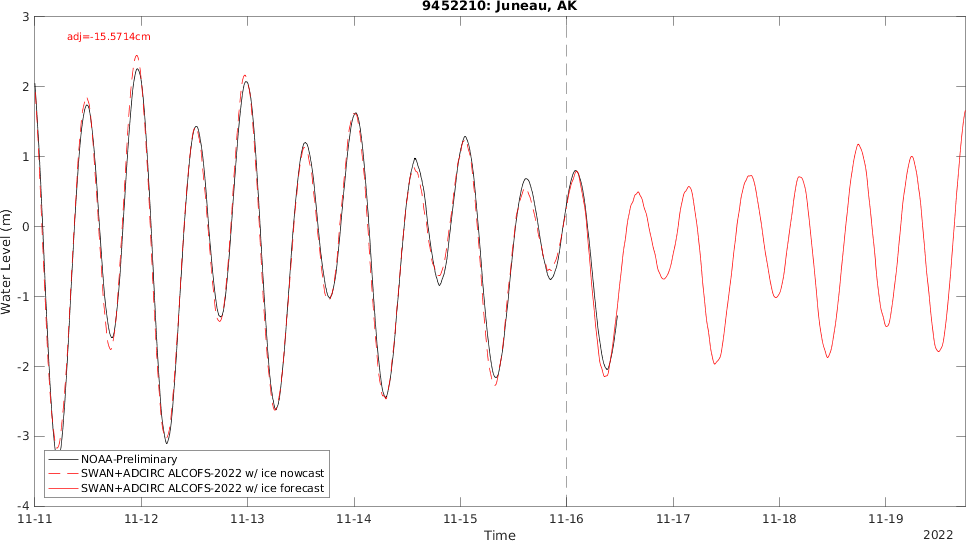 9452210: Juneau, AK
adj=-15.5714cm
3
2
1
0
-1
-2
-3
-4
Water Level (m)
NOAA-Preliminary
SWAN+ADCIRC ALCOFS-2022 w/ ice nowcast
SWAN+ADCIRC ALCOFS-2022 w/ ice forecast
11-11 11-12 11-13 11-14 11-15 11-16 11-17 11-18 11-19
Time
2022